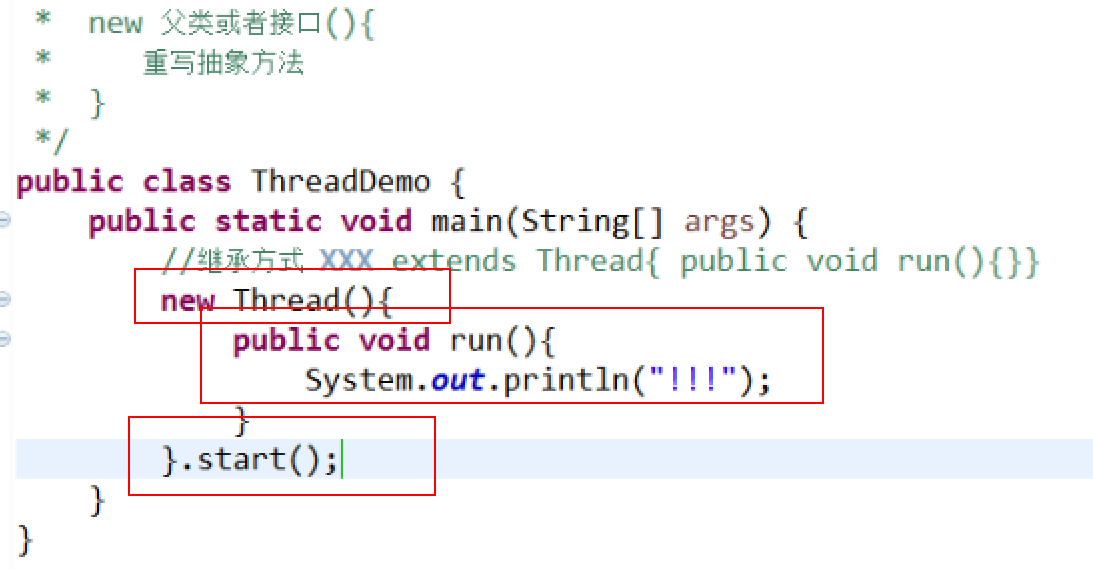 *  new 父类或者接口(){
*     重写抽象方法
*  }
*/
public class ThreadDemo {
    public static void main(String[] args) {
        //继承方式 XXX extends Thread{ public void run(){}}
        new Thread(){
            public void run(){
                System.out.println("!!!");
            }
        }.start();
    }
}